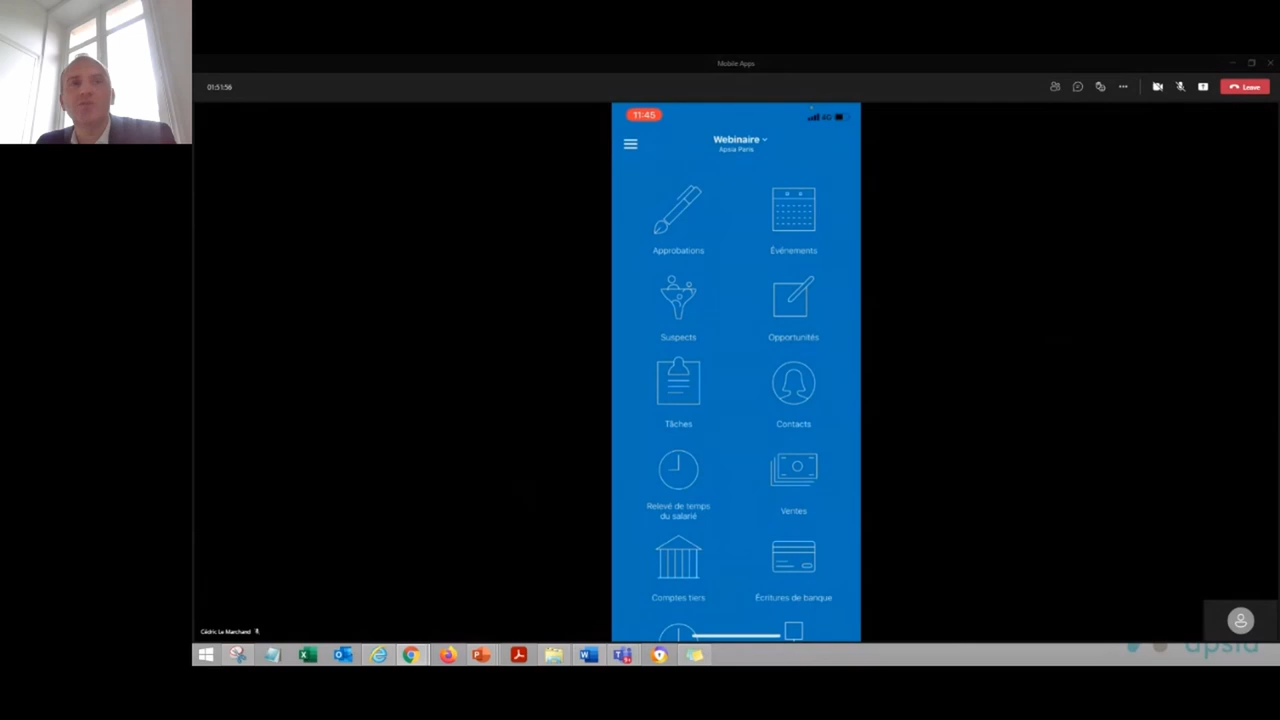 Mobile Apps
01:51:56
Leave
11:45
4G
Webinaire
Apsia Paris
Approbations
Événements
Suspects
Opportunités
Tâches
Contacts
Relevé de temps
du salarié
Ventes
Comptes tiers
Écritures de banque
Cédric Le Marchand
apsia